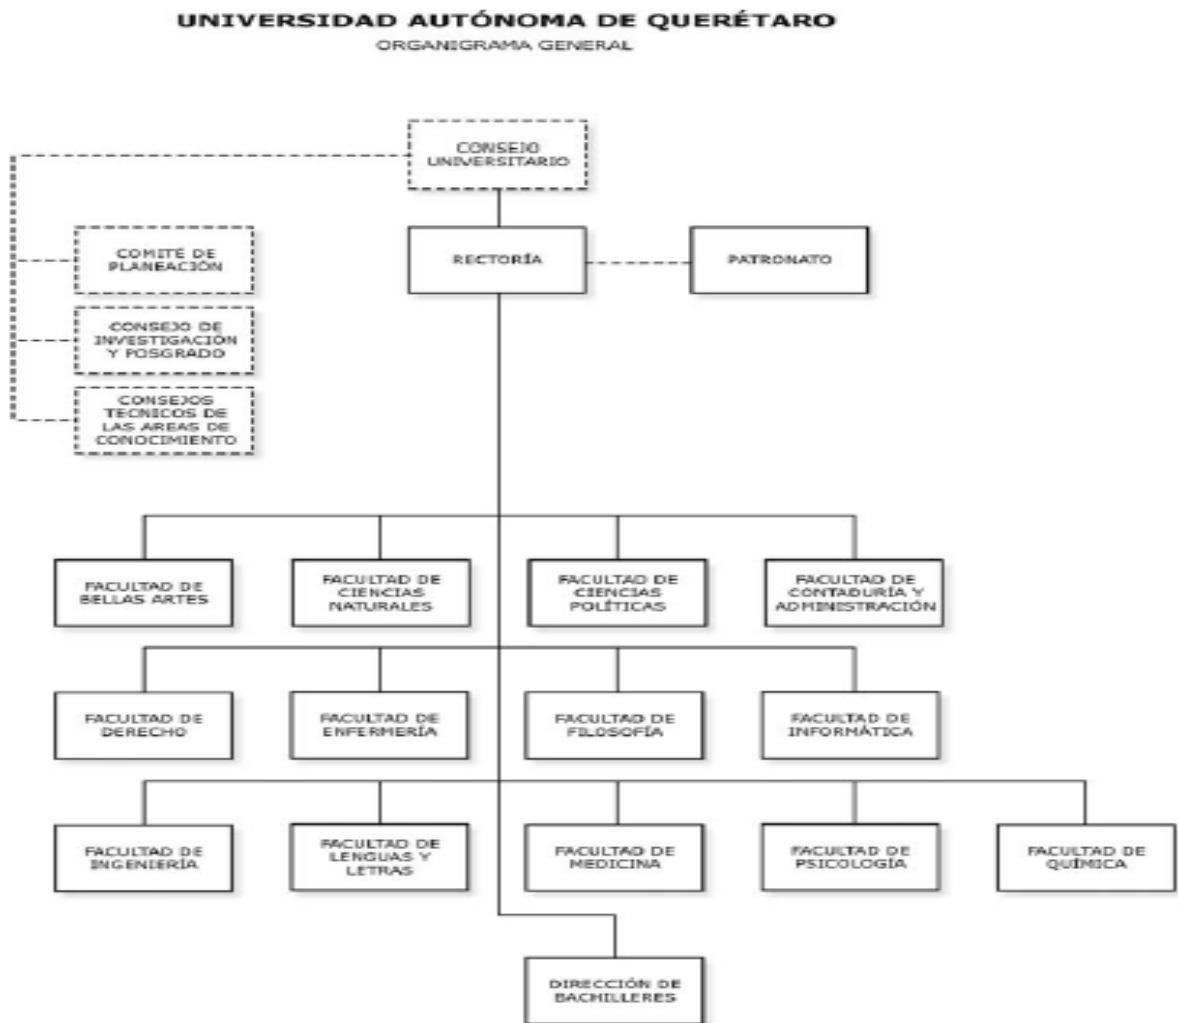 UNIVERSIDAD AUTÓNOMA DE QUERÉTARO
ORGANIGRAMA GENERAL
CONSEJO
UNIVERSITARIO
COMITÉ DE
PLANEACIÓN
RECTORÍA
PATRONATO
CONSEJO DE
INVESTIGACIÓN
Y POSGRADO
CONSEJOS
TECNICOS DE
LAS AREAS DE
CONOCIMIENTO
FACULTAD DE
BELLAS ARTES
FACULTAD DE
CIENCIAS
NATURALES
FACULTAD DE
CIENCIAS
POLÍTICAS
FACULTAD DE
CONTADURÍA Y
ADMINISTRACIÓN
FACULTAD DE
DERECHO
FACULTAD DE
ENFERMERÍA
FACULTAD DE
FILOSOFÍA
FACULTAD DE
INFORMÁTICA
FACULTAD DE
INGENIERÍA
FACULTAD DE
LENGUAS Y
LETRAS
FACULTAD DE
MEDICINA
FACULTAD DE
PSICOLOGÍA
FACULTAD DE
QUÍMICA
DIRECCIÓN DE
BACHILLERES